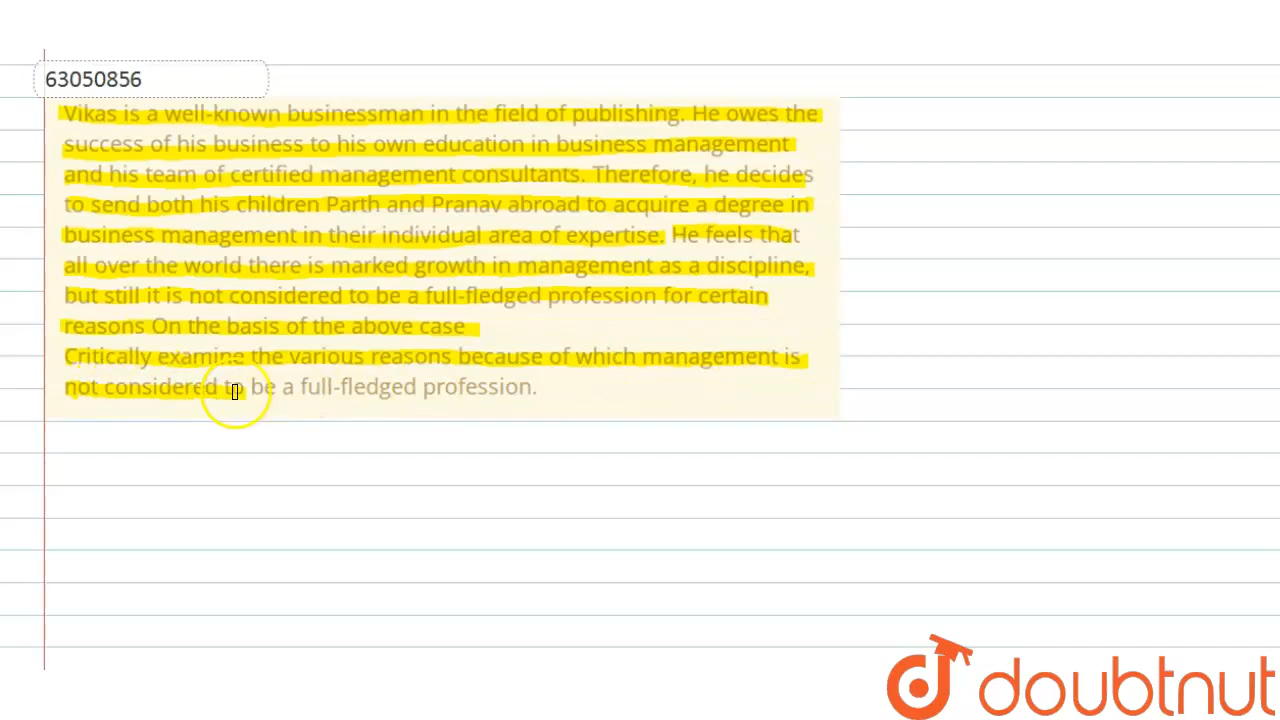 63050856
Vikas is a well-known businessman in the field of publishing. He owes the
success of his business to his own education in business management
and his team of certified management consultants. Therefore, he decides
to send both his children Parth and Pranav abroad to acquire a degree in
business management in their individual area of expertise. He feels that
all over the world there is marked growth in management as a discipline,
but still it is not considered to be a full-fledged profession for certain
reasons On the basis of the above case
Critically examine the various reasons because of which management is
not considered to be a full-fledged profession.
doubtnut